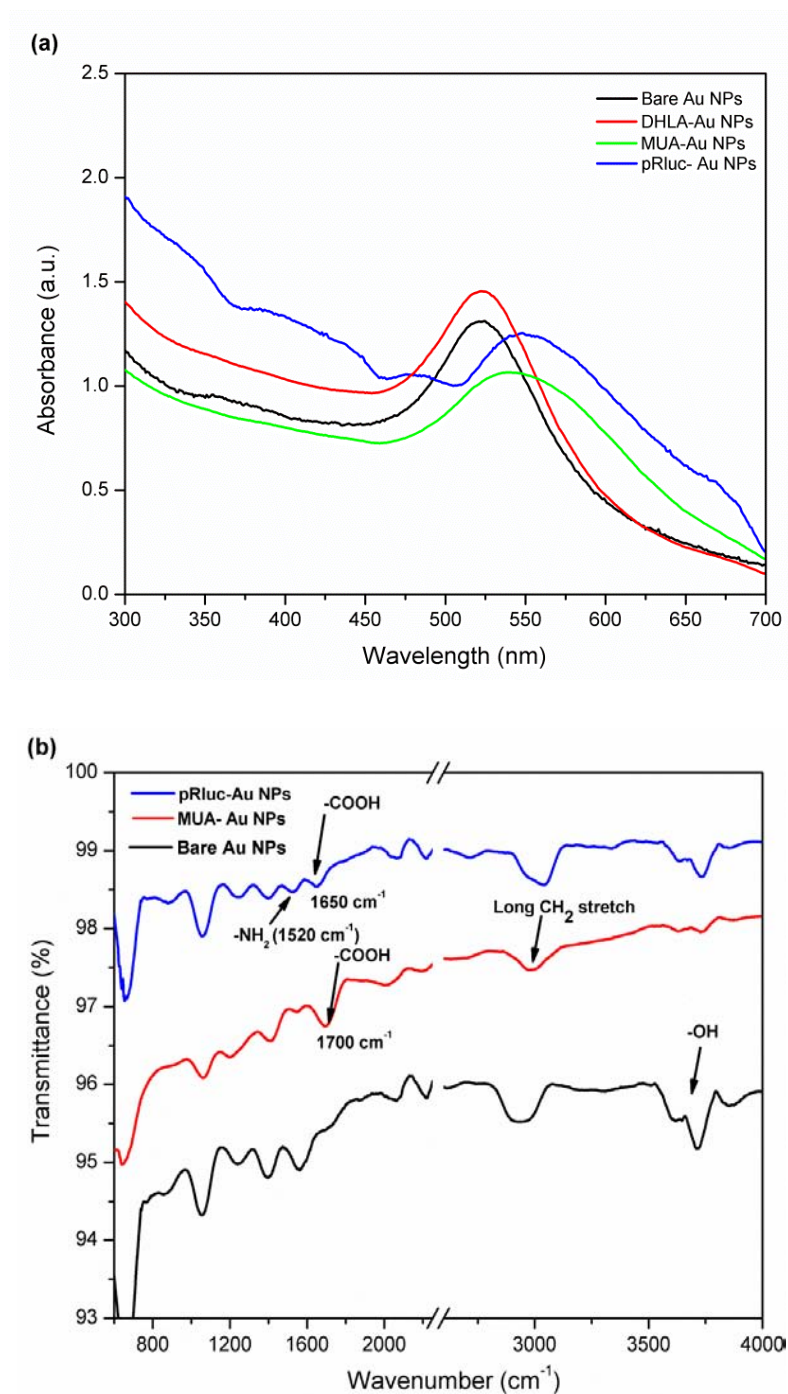 (a)
2.5
2.0
1.5
1.0
0.5
0.0
Absorbance (a.u.)
Bare Au NPs
DHLA-Au NPs
MUA-Au NPs
pRluc- Au NPs
300 350 400 450 500 550 600 650 700
Wavelength (nm)
(b)
100
99
98
97
96
95
94
93
Transmittance (%)
pRluc-Au NPs
MUA- Au NPs
Bare Au NPs
-COOH
1650 cm⁻¹
-NH₂ (1520 cm⁻¹)
-COOH
1700 cm⁻¹
Long CH₂ stretch
-OH
800 1200 1600 2000 3000 3500 4000
Wavenumber (cm⁻¹)